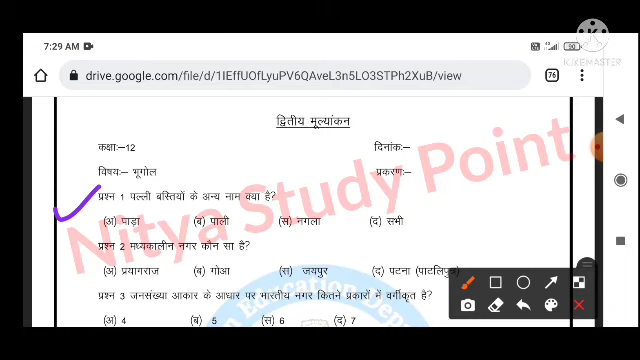 7:29 AM
90
KINEMASTER
drive.google.com/file/d/1IEffUOfLyuPV6QAveL3n5LO3STPh2XuB/view
76
द्वितीय मूल्यांकन
कक्षाः–12 दिनांकः–
विषयः– भूगोल प्रकरणः–
प्रश्न 1 पल्ली बस्तियों के अन्य नाम क्या है?
(अ) पाडा (ब) पाली (स) नगला (द) सभी
Nitya Study Point
प्रश्न 2 मध्यकालीन नगर कौन सा है?
(अ) प्रयागराज (ब) गोआ (स) जयपुर (द) पटना (पाटलिपुत्र)
प्रश्न 3 जनसंख्या आकार के आधार पर भारतीय नगर कितने प्रकारों में वर्गीकृत है?
(अ) 4 (ब) 5 (स) 6 (द) 7